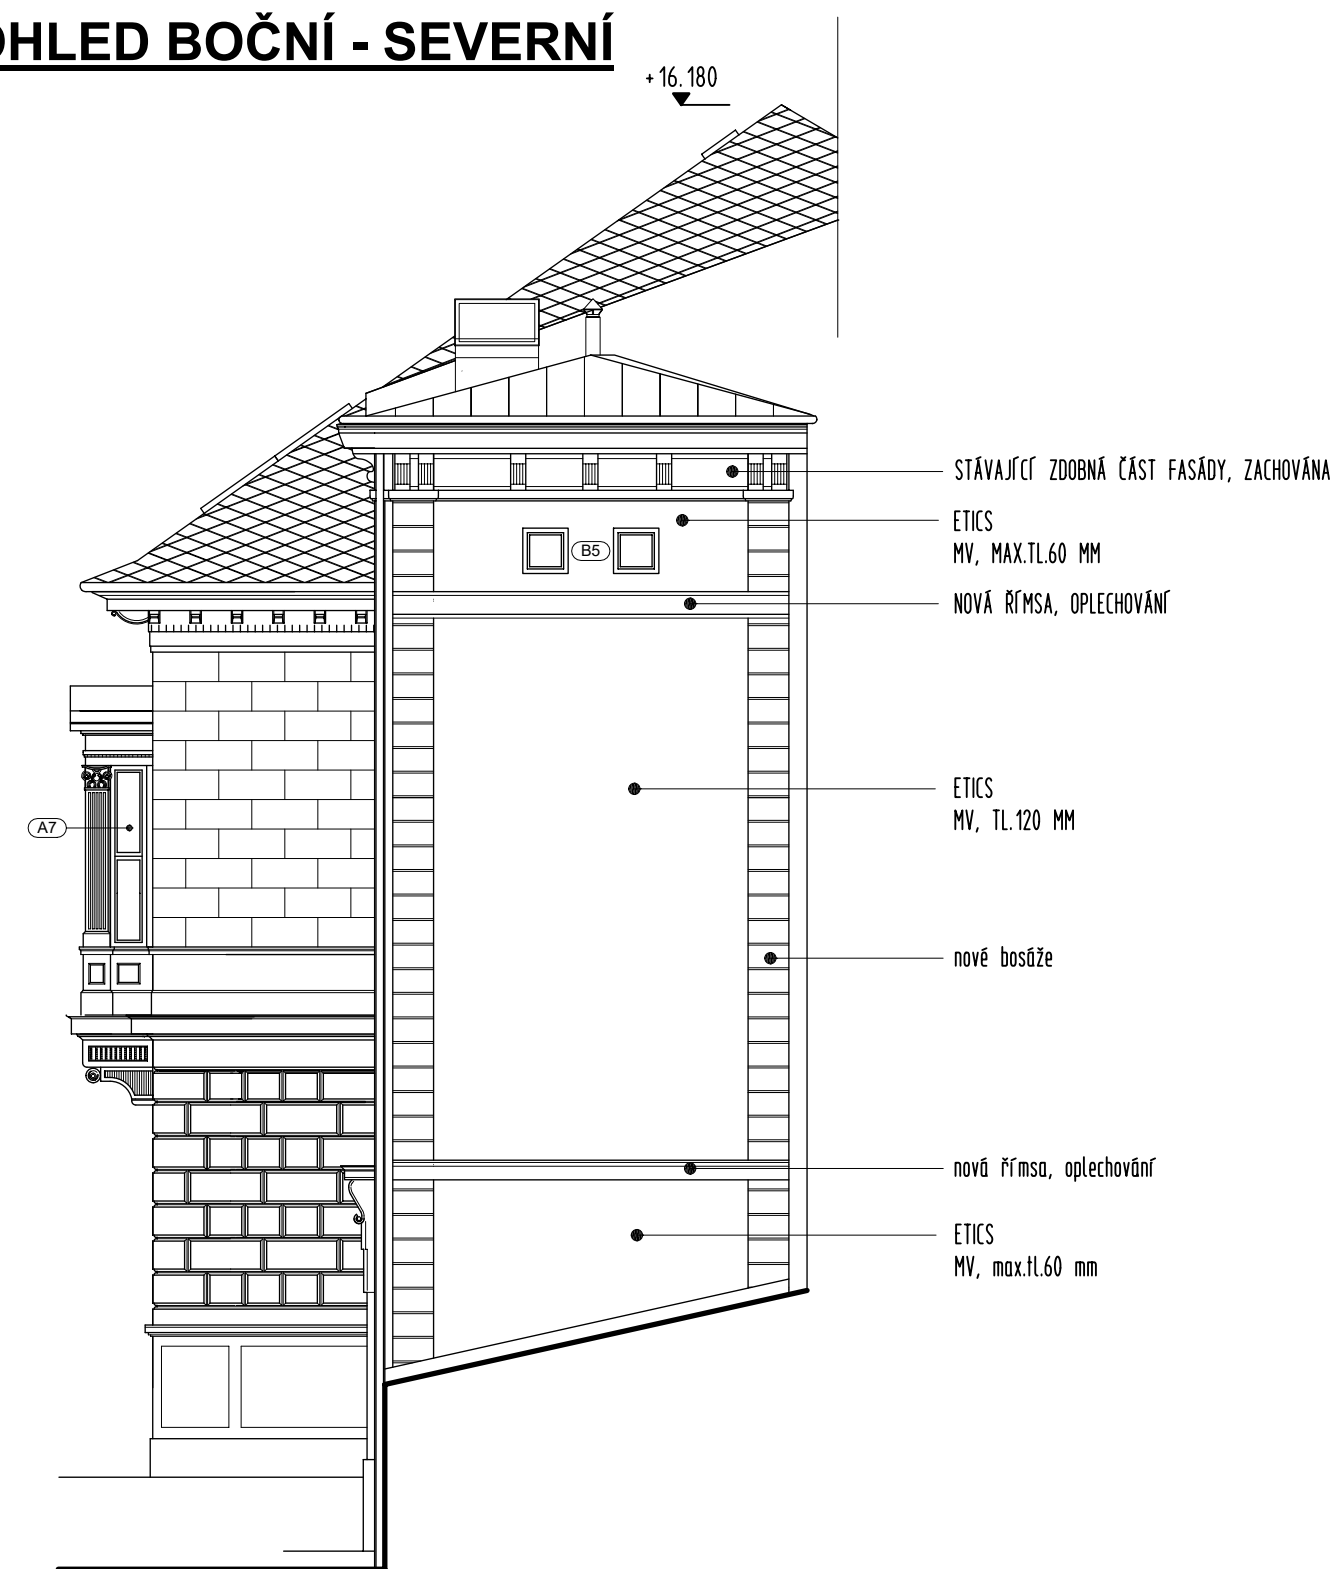 OHLED BOČNÍ - SEVERNÍ
+16.180
STÁVAJÍCÍ ZDOBNÁ ČÁST FASÁDY, ZACHOVÁNA
ETICS
MV, MAX.TL.60 MM
B5
NOVÁ ŘÍMSA, OPLECHOVÁNÍ
ETICS
MV, TL.120 MM
A7
nové bosáže
nová římsa, oplechování
ETICS
MV, max.tl.60 mm